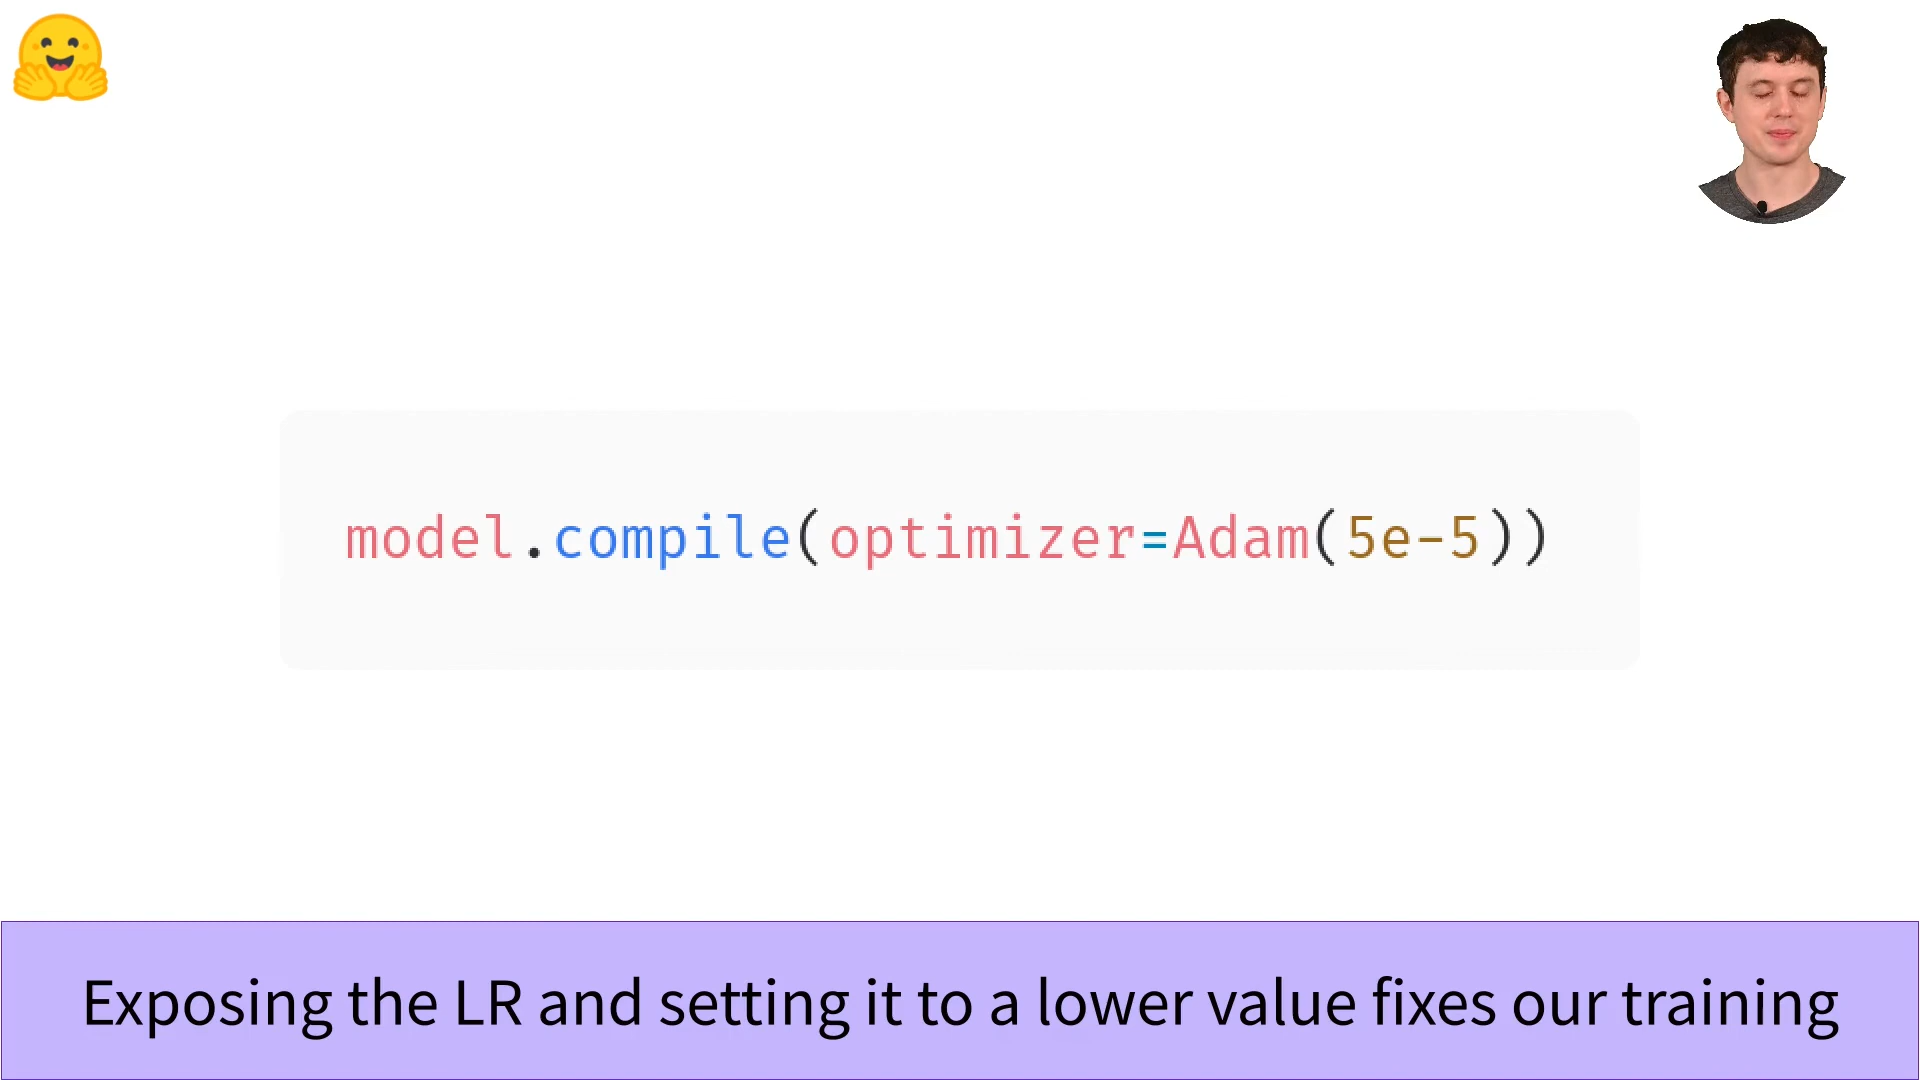 model.compile(optimizer=Adam(5e-5))
Exposing the LR and setting it to a lower value fixes our training